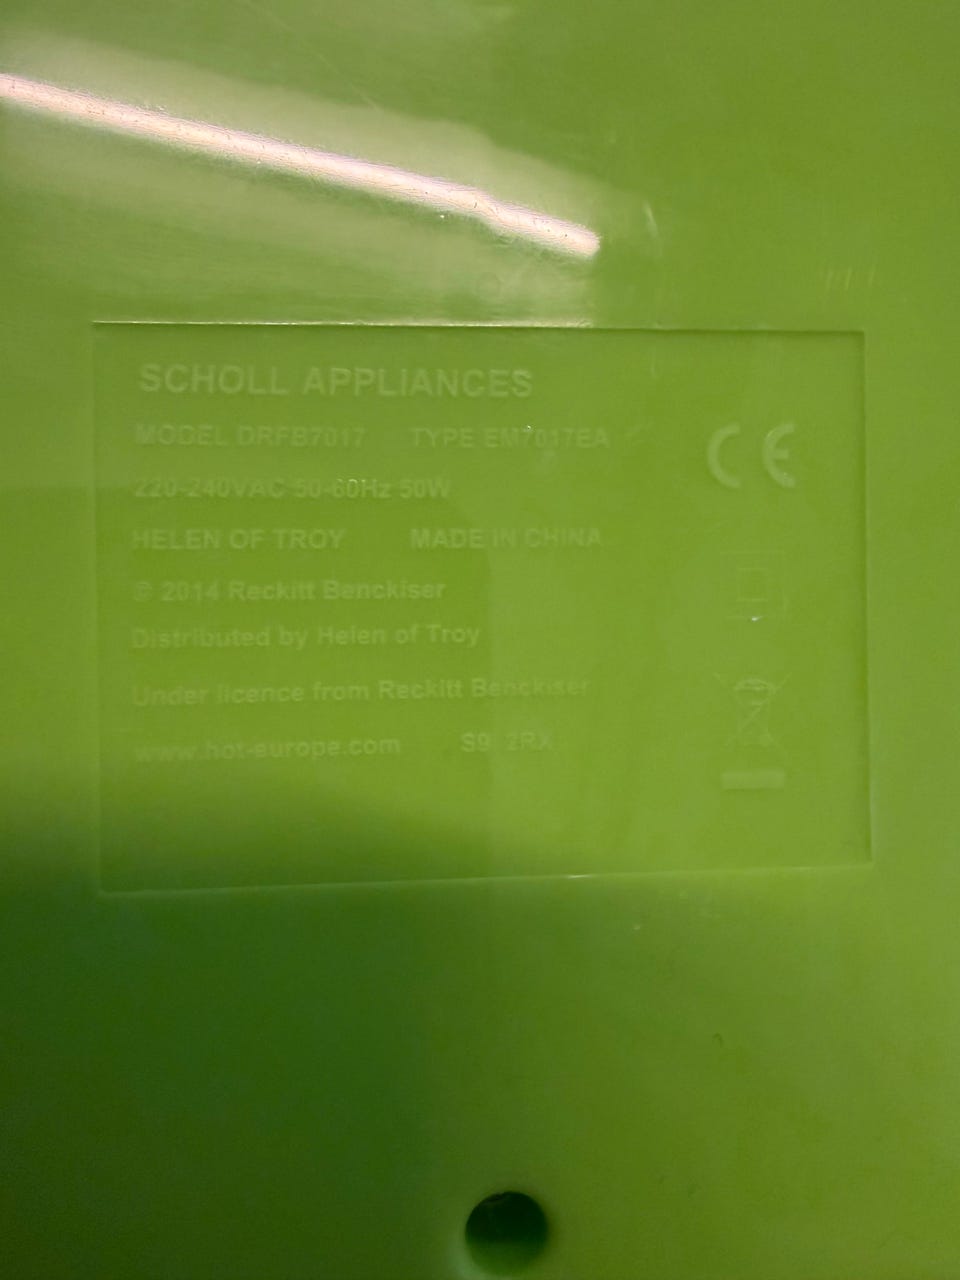 SCHOLL APPLIANCES
MODEL DRFB7017 TYPE EM7017EA
220-240VAC 50-60Hz 50W
HELEN OF TROY MADE IN CHINA
© 2014 Reckitt Benckiser
Distributed by Helen of Troy
Under licence from Reckitt Benckiser
www.hot-europe.com 2RX
CE